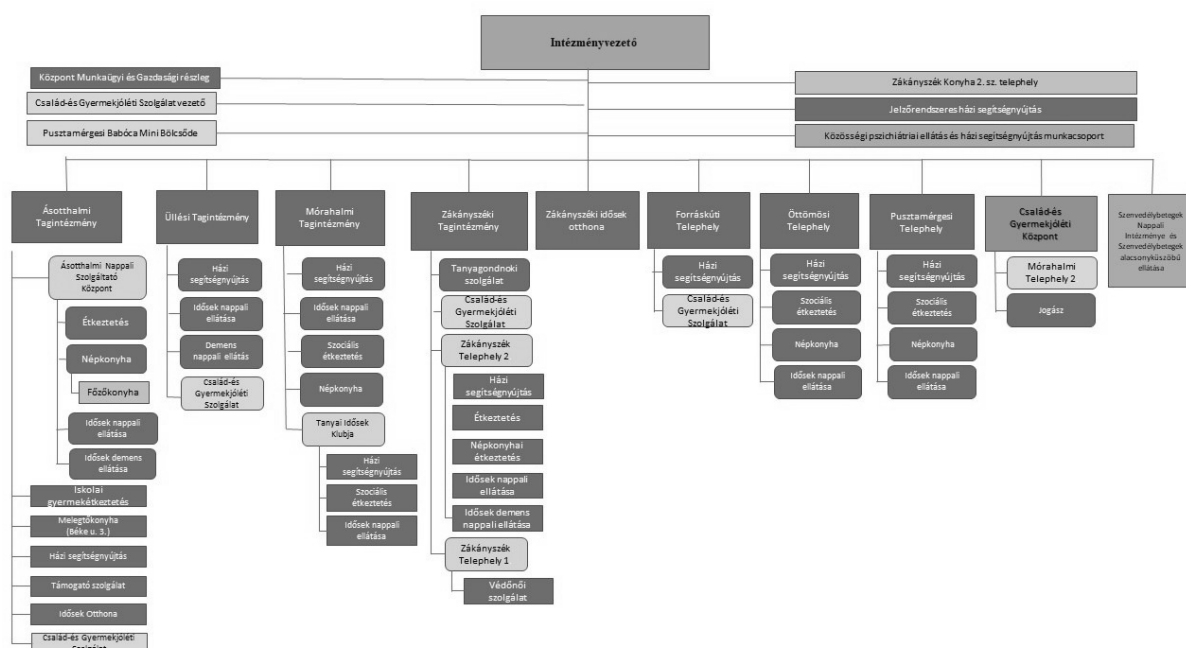 Intézményvezető
Központ Munkaügyi és Gazdasági részleg
Család-és Gyermekjóléti Szolgálat vezető
Pusztamérgesi Babóca Mini Bölcsőde
Zákányszék Konyha 2. sz. telephely
Jelzőrendszeres házi segítségnyújtás
Közösségi pszichiátriai ellátás és házi segítségnyújtás munkacsoport
Ásotthalmi
Tagintézmény
Ásotthalmi Nappali
Szolgáltató
Központ
Étkeztetés
Népkonyha
Főzőkonyha
Idősek nappali
ellátása
Idősek demens
ellátása
Iskolai
gyermekétkeztetés
Melegtőkonyha
(Béke u. 3.)
Házi segítségnyújtás
Támogató szolgálat
Idősek Otthona
Család-és Gyermekjóléti
Szolgálat
Üllési Tagintézmény
Házi
segítségnyújtás
Idősek nappali
ellátása
Demens
nappali ellátás
Család-és
Gyermekjóléti
Szolgálat
Mórahalmi
Tagintézmény
Házi
segítségnyújtás
Idősek nappali
ellátása
Szociális
étkeztetés
Népkonyha
Tanyai Idősek
Klubja
Házi
segítségnyújtás
Szociális
étkeztetés
Idősek nappali
ellátása
Zákányszéki
Tagintézmény
Tanyagondnoki
szolgálat
Család-és
Gyermekjóléti
Szolgálat
Zákányszék
Telephely 2
Házi
segítségnyújtás
Étkeztetés
Népkonyhai
étkeztetés
Idősek nappali
ellátása
Idősek demens
nappali ellátása
Zákányszék
Telephely 1
Védőnői
szolgálat
Zákányszéki idősek
otthona
Forráskúti
Telephely
Házi
segítségnyújtás
Család-és
Gyermekjóléti
Szolgálat
Öttömösi
Telephely
Házi
segítségnyújtás
Szociális
étkeztetés
Népkonyha
Idősek nappali
ellátása
Pusztamérgesi
Telephely
Házi
segítségnyújtás
Szociális
étkeztetés
Népkonyha
Idősek nappali
ellátása
Család-és
Gyermekjóléti
Központ
Mórahalmi
Telephely 2
Jogász
Szenvedélybetegek
Nappali
Intézménye és
Szenvedélybetegek
alacsonyküszöbű
ellátása